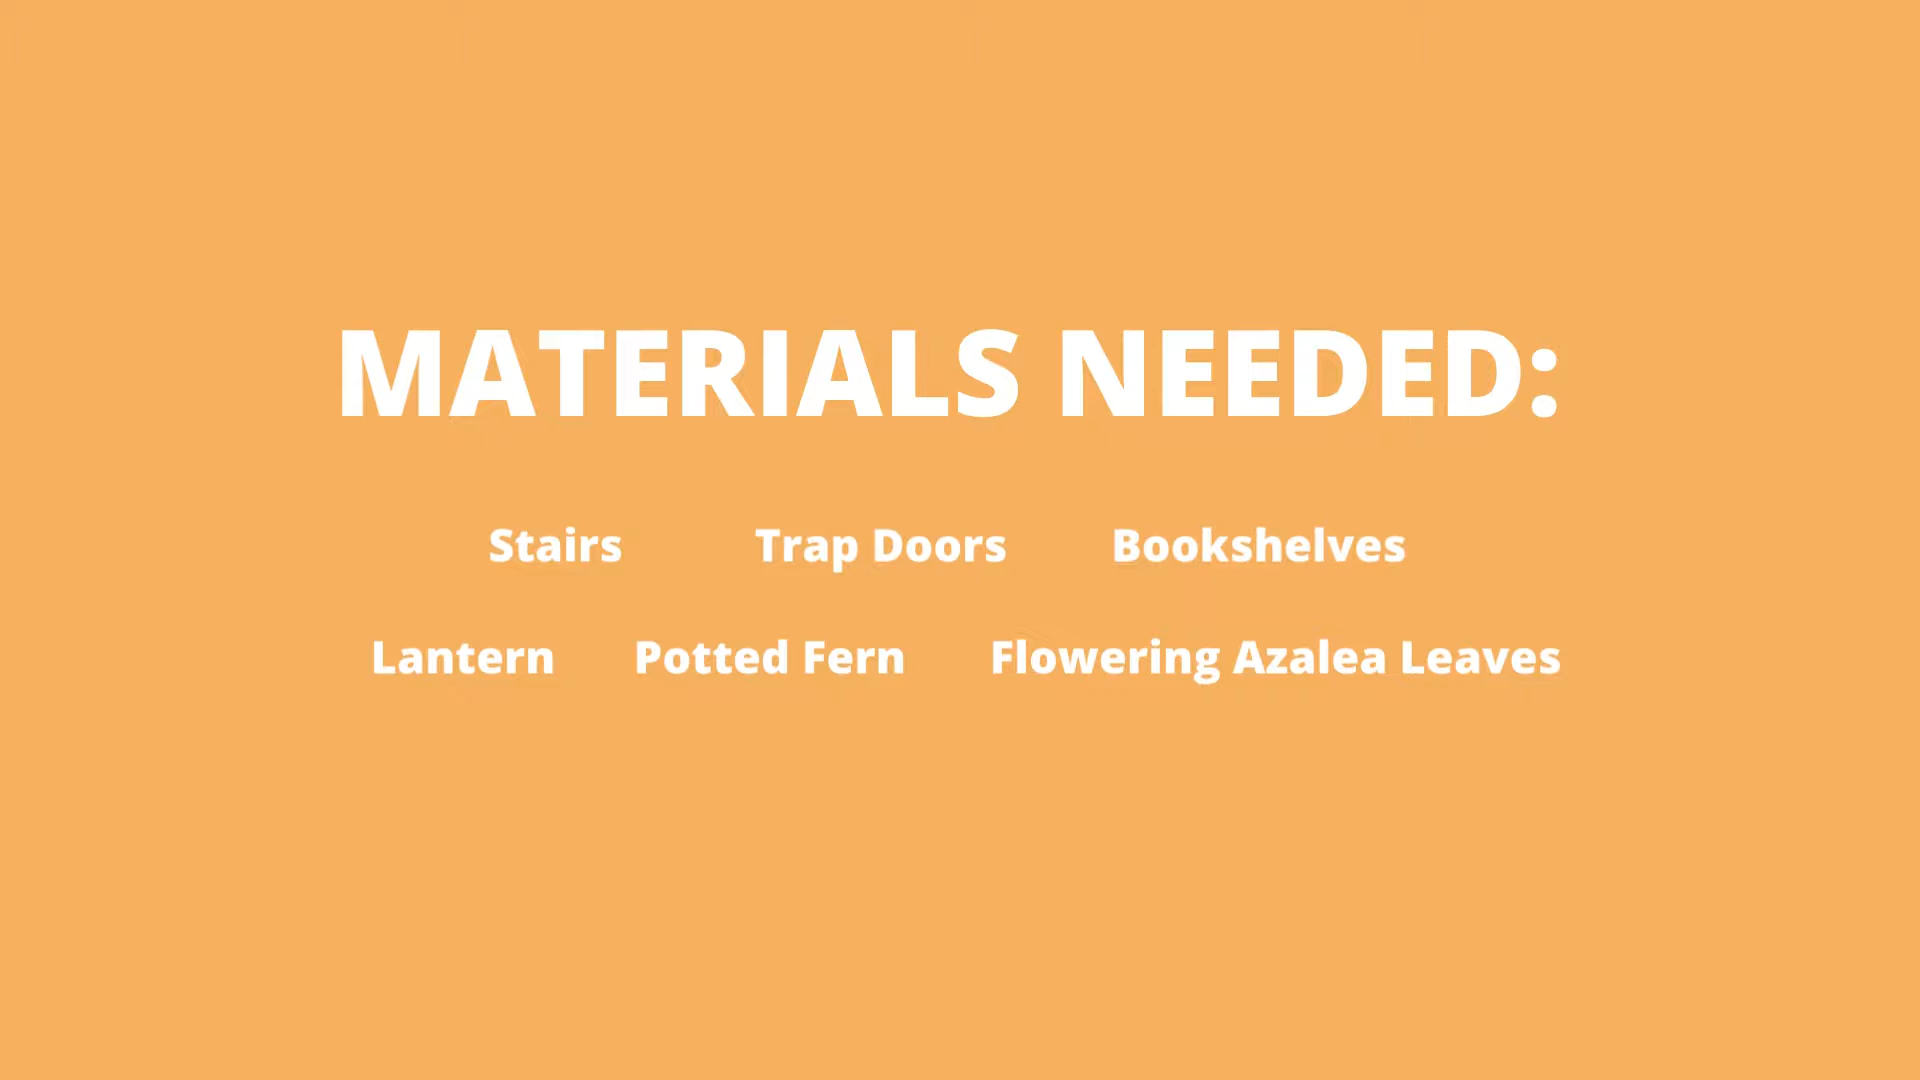 MATERIALS NEEDED:
Stairs Trap Doors Bookshelves
Lantern Potted Fern Flowering Azalea Leaves